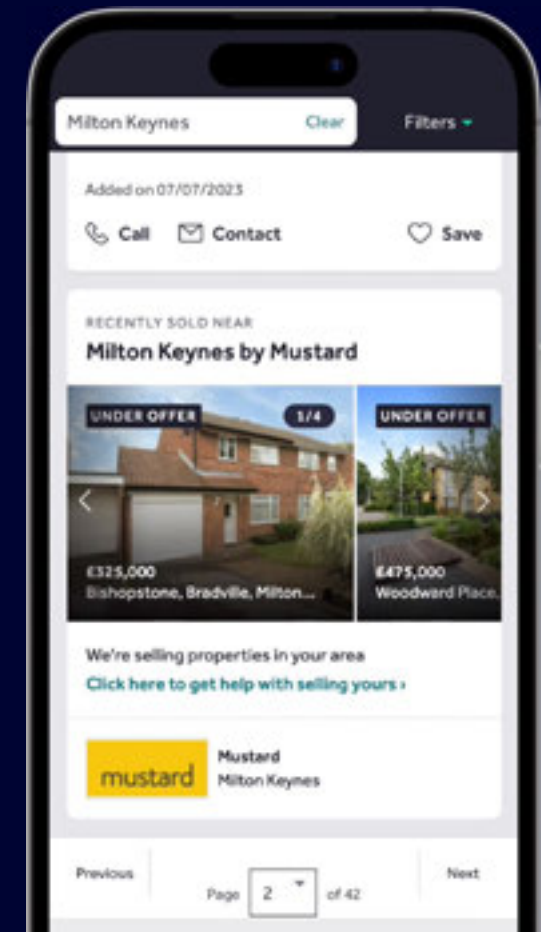 Milton Keynes Clear Filters
Added on 07/07/2023
Call Contact Save
RECENTLY SOLD NEAR
Milton Keynes by Mustard
UNDER OFFER 1/4 UNDER OFFER
£325,000 £475,000
Bishopstone, Bradville, Milton... Woodward Place,
We're selling properties in your area
Click here to get help with selling yours ›
mustard
Mustard
Milton Keynes
Previous Page 2 of 42 Next